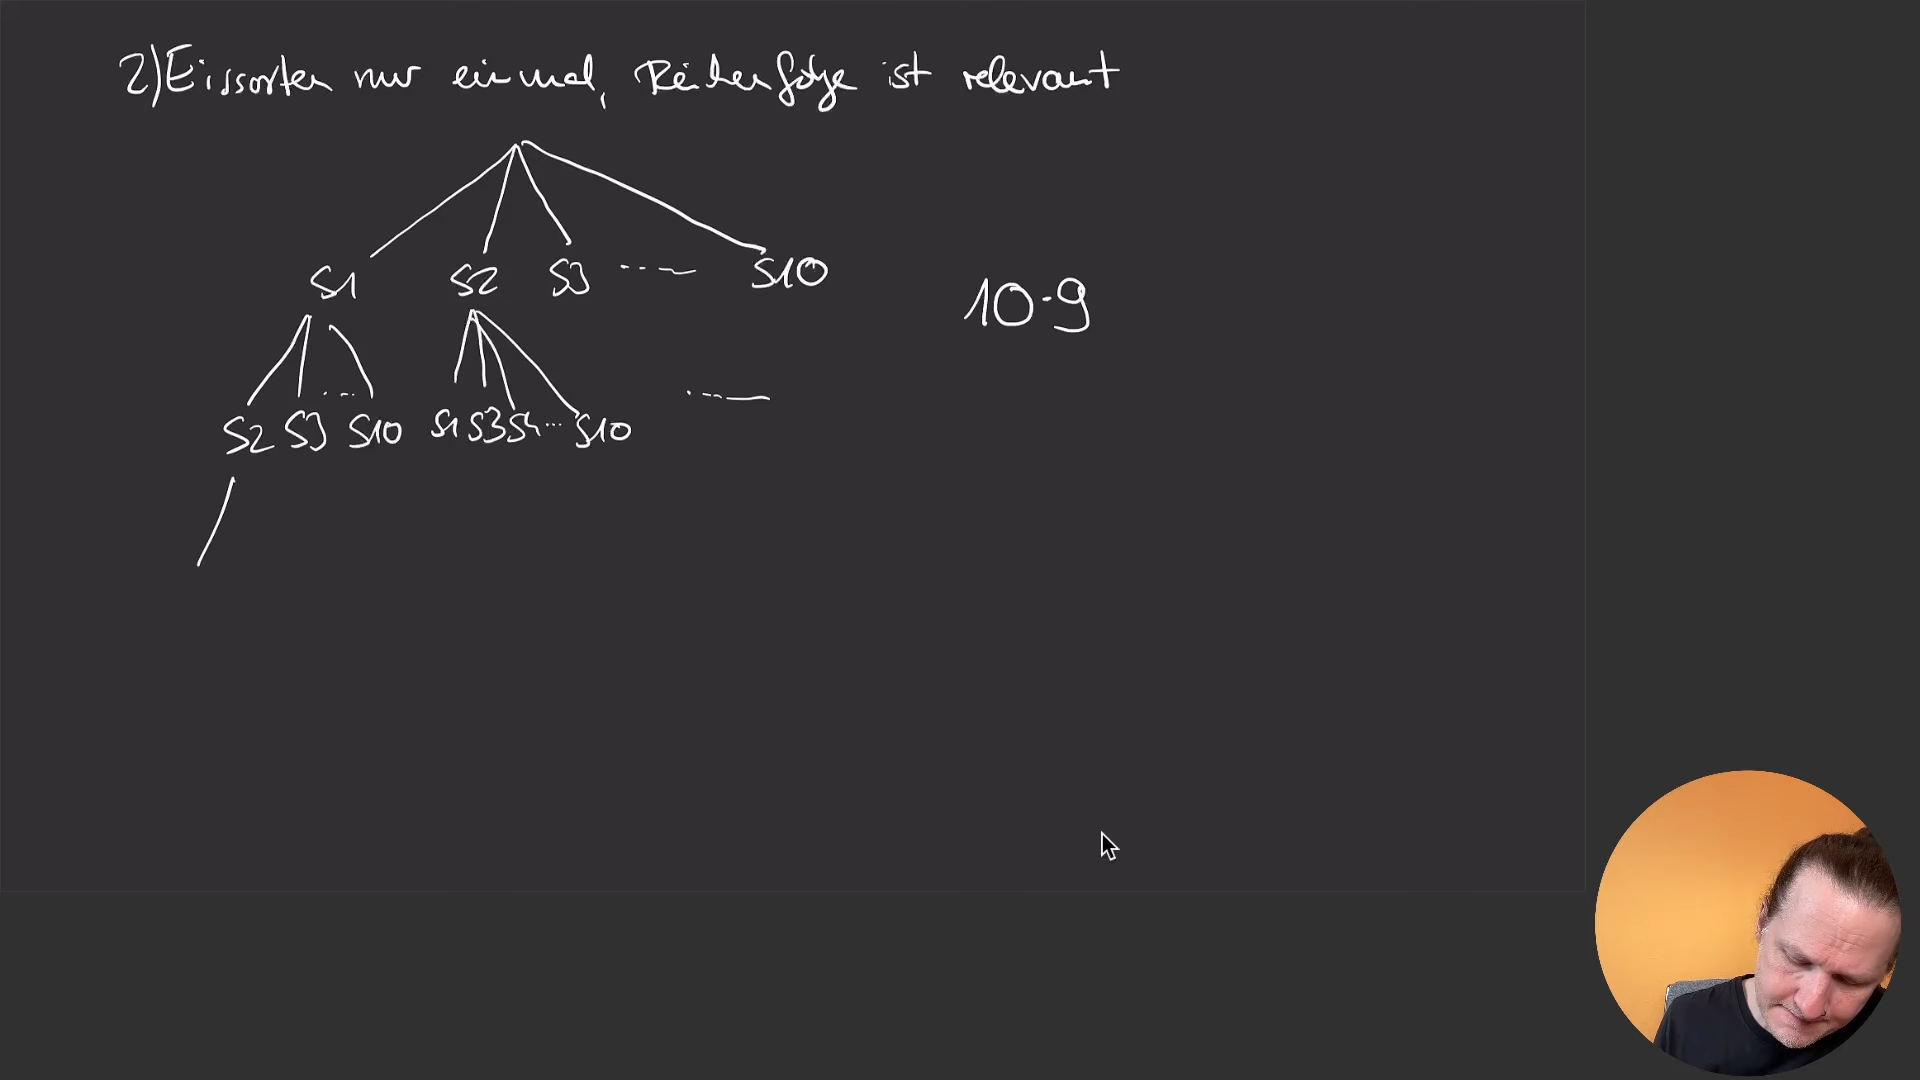 2) Eissorten nur einmal, Reihenfolge ist relevant
S1 S2 S3 ... S10
10·9
S2 S3 ... S10 S1 S3 S4 ... S10 ...